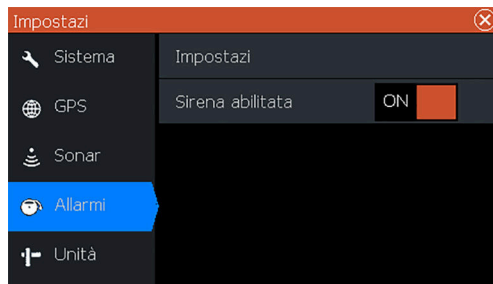 Impostazi
Sistema
GPS
Sonar
Allarmi
Unità
Impostazi
Sirena abilitata
ON